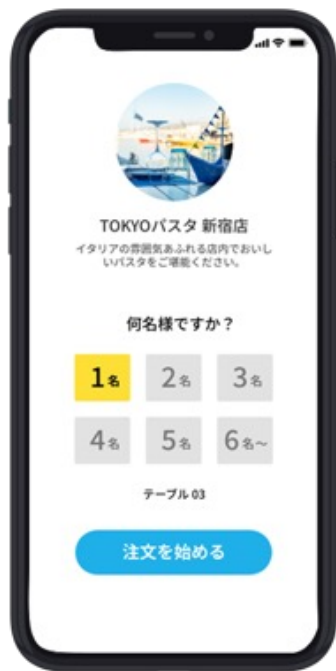 TOKYOパスタ 新宿店
イタリアの雰囲気あふれる店内でおいし
いパスタをご堪能ください。
何名様ですか？
1名 2名 3名
4名 5名 6名～
テーブル 03
注文を始める